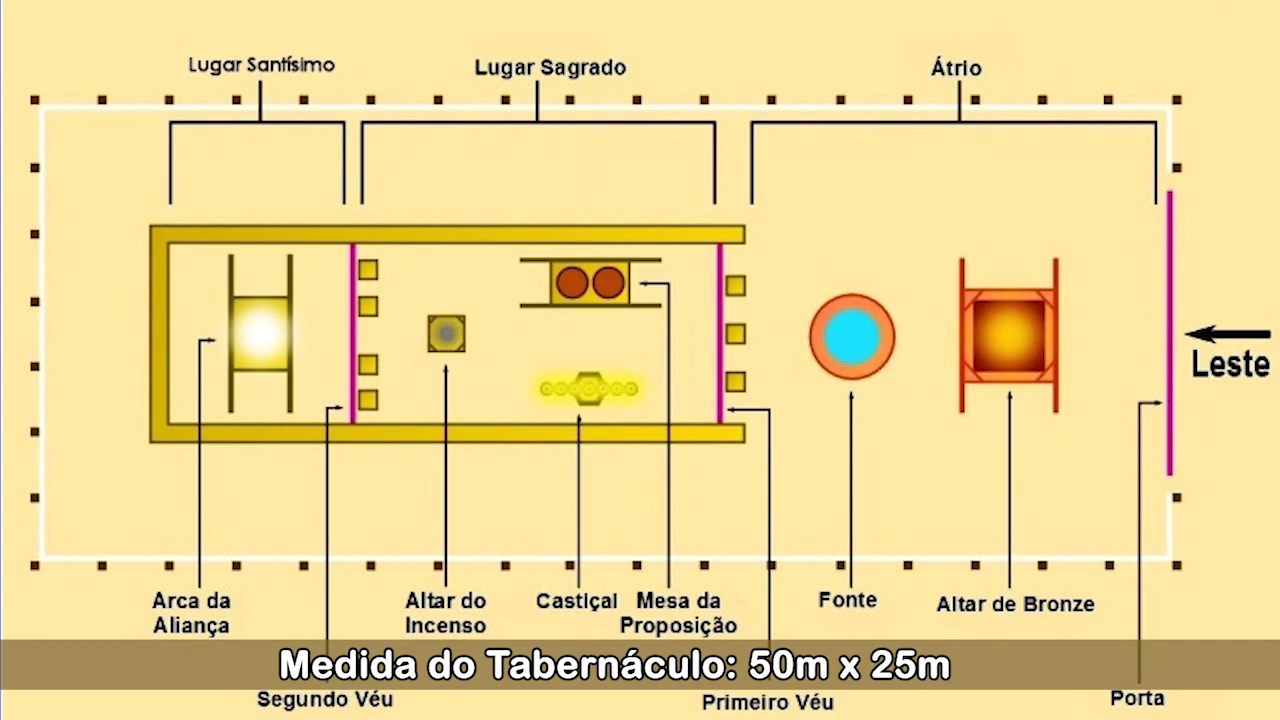 Lugar Santísimo
Lugar Sagrado
Átrio
Leste
Arca da
Aliança
Altar do
Incenso
Castiçal
Mesa da
Proposição
Fonte
Altar de Bronze
Medida do Tabernáculo: 50m x 25m
Segundo Véu
Primeiro Véu
Porta